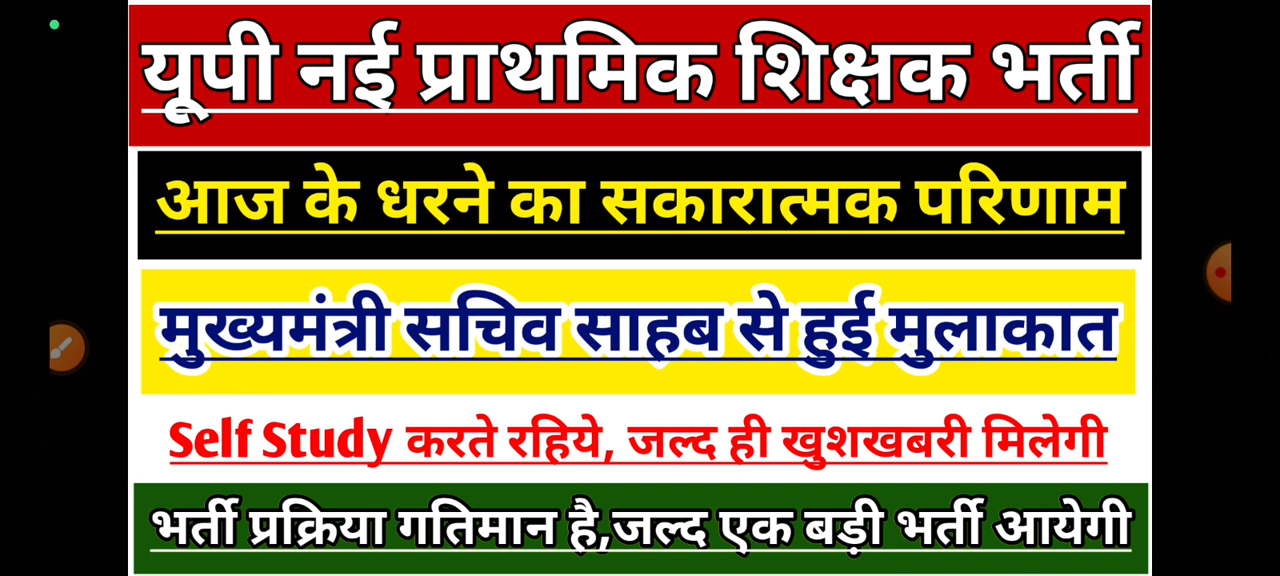 यूपी नई प्राथमिक शिक्षक भर्ती
आज के धरने का सकारात्मक परिणाम
मुख्यमंत्री सचिव साहब से हुई मुलाकात
Self Study करते रहिये, जल्द ही खुशखबरी मिलेगी
भर्ती प्रक्रिया गतिमान है,जल्द एक बड़ी भर्ती आयेगी